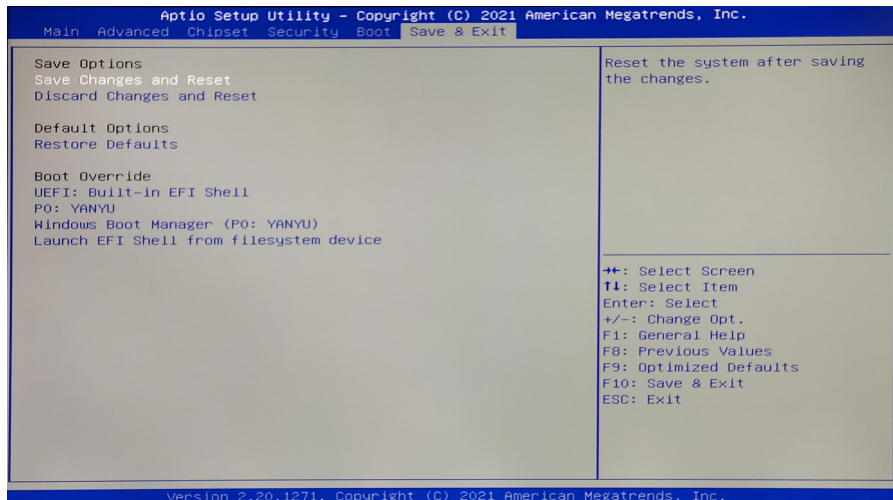 Aptio Setup Utility – Copyright (C) 2021 American Megatrends, Inc.
Main Advanced Chipset Security Boot Save & Exit
Save Options
Save Changes and Reset
Discard Changes and Reset
Default Options
Restore Defaults
Boot Override
UEFI: Built-in EFI Shell
P0: YANYU
Windows Boot Manager (P0: YANYU)
Launch EFI Shell from filesystem device
Reset the system after saving
the changes.
→←: Select Screen
↑↓: Select Item
Enter: Select
+/-: Change Opt.
F1: General Help
F8: Previous Values
F9: Optimized Defaults
F10: Save & Exit
ESC: Exit
Version 2.20.1271. Copyright (C) 2021 American Megatrends, Inc.